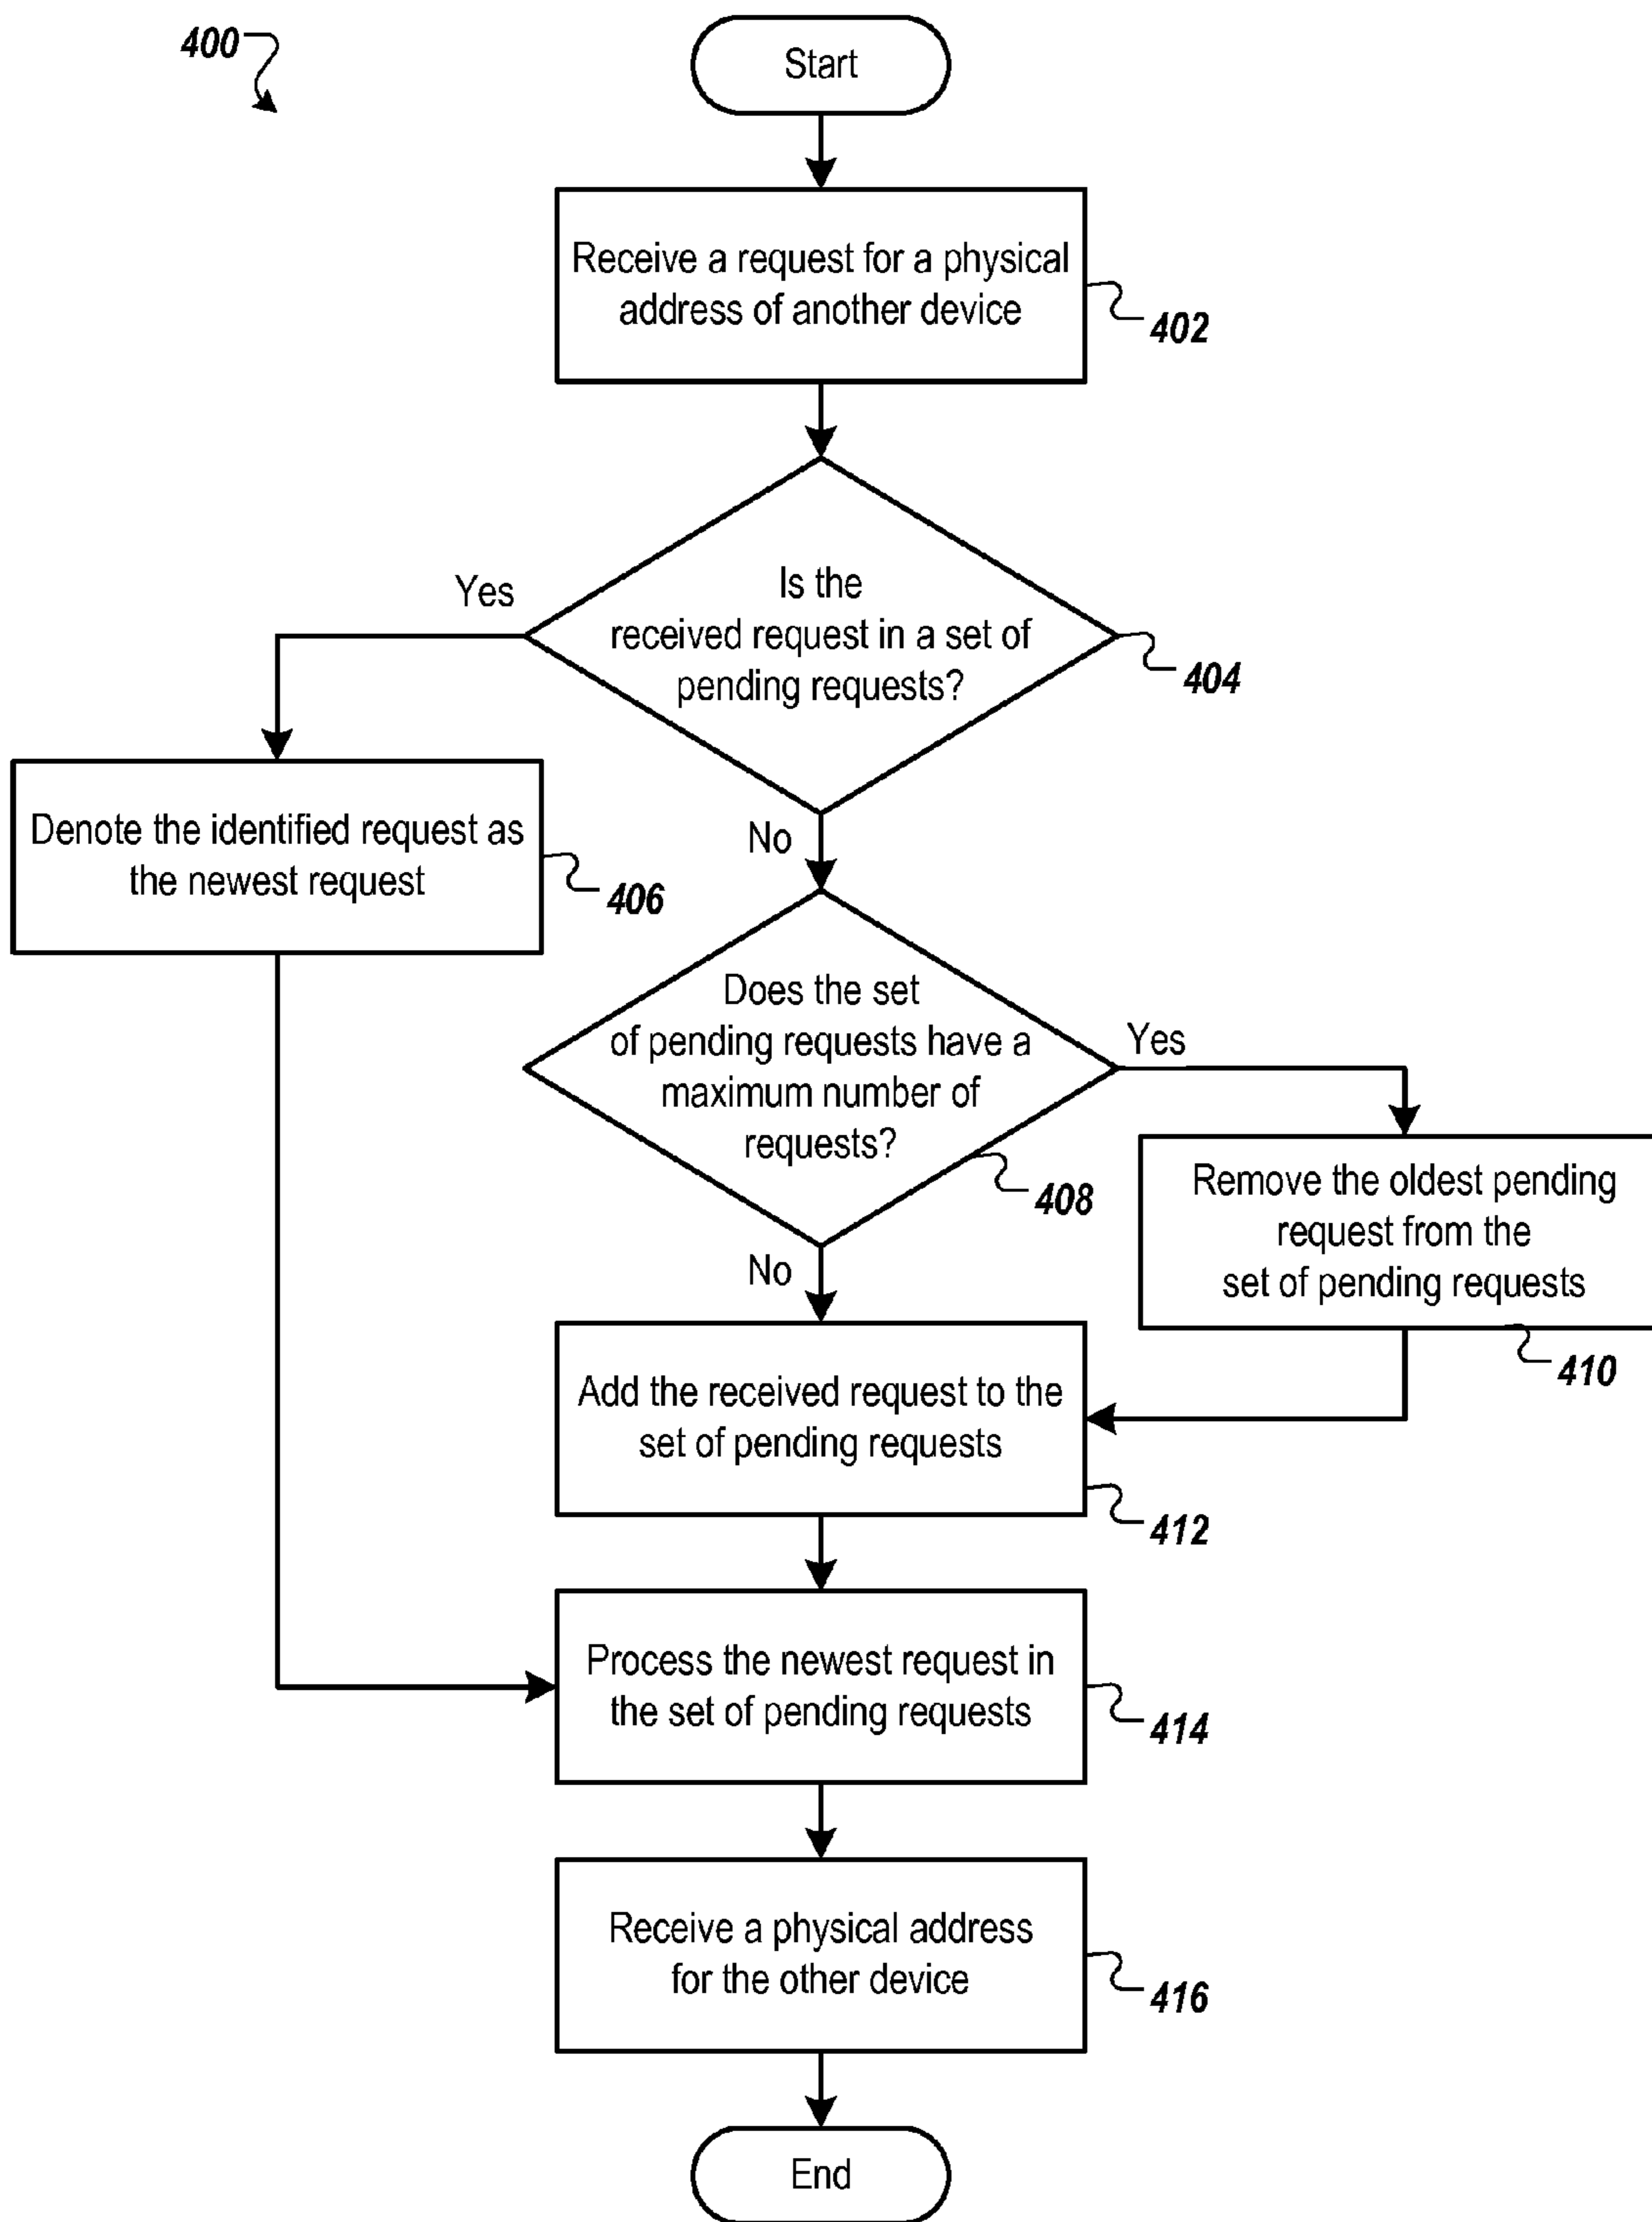 400
Start
Receive a request for a physical
address of another device
402
Is the
received request in a set of
pending requests?
404
Yes
No
Denote the identified request as
the newest request
406
Does the set
of pending requests have a
maximum number of
requests?
408
Yes
No
Remove the oldest pending
request from the
set of pending requests
410
Add the received request to the
set of pending requests
412
Process the newest request in
the set of pending requests
414
Receive a physical address
for the other device
416
End